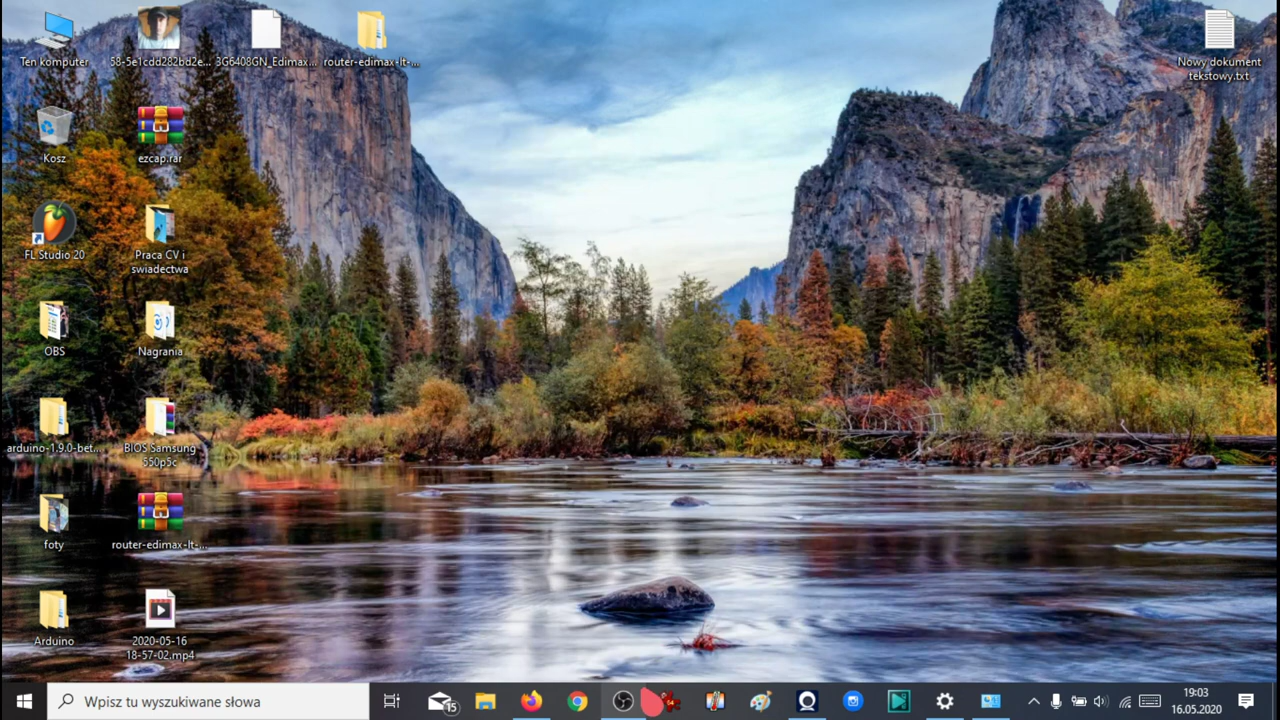 Ten komputer
58-5e1cdd282bd2e...
3G6408GN_Edimax...
router-edimax-lt-...
Nowy dokument
tekstowy.txt
Kosz
ezcap.rar
FL Studio 20
Praca CV i
swiadectwa
OBS
Nagrania
arduino-1.9.0-bet...
BIOS Samsung
550p5c
foty
router-edimax-lt-...
Arduino
2020-05-16
18-57-02.mp4
Wpisz tu wyszukiwane słowa
15
19:03
16.05.2020